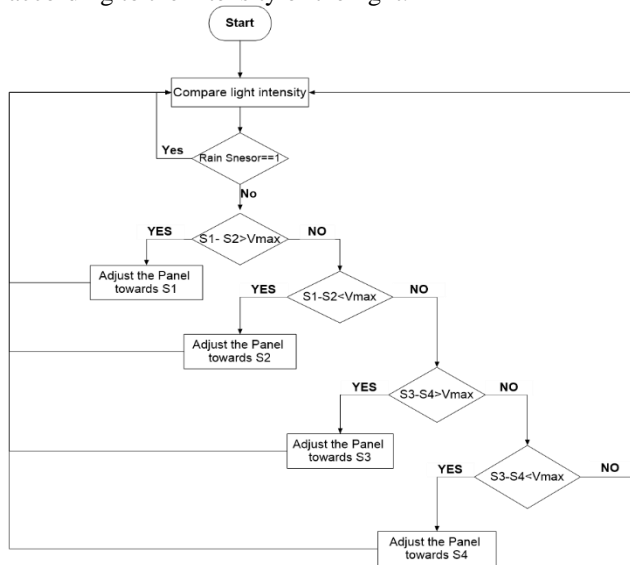 Start
Compare light intensity
Yes
Rain Snesor==1
No
YES
S1- S2>Vmax
NO
Adjust the Panel
towards S1
YES
S1-S2<Vmax
NO
Adjust the Panel
towards S2
YES
S3-S4>Vmax
NO
Adjust the Panel
towards S3
YES
S3-S4<Vmax
NO
Adjust the Panel
towards S4